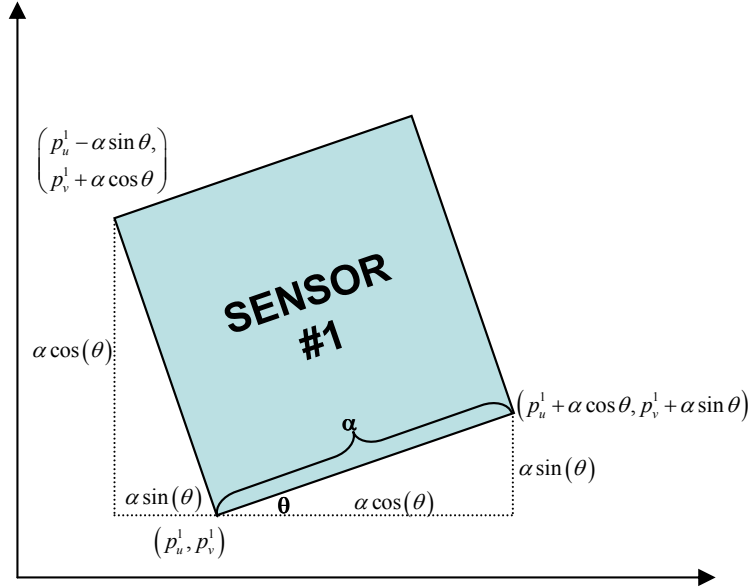 (p_u^1 − α sin θ,
p_v^1 + α cos θ)
SENSOR
#1
α cos(θ)
(p_u^1 + α cos θ, p_v^1 + α sin θ)
α
α sin(θ)
α sin(θ)
θ
α cos(θ)
(p_u^1, p_v^1)